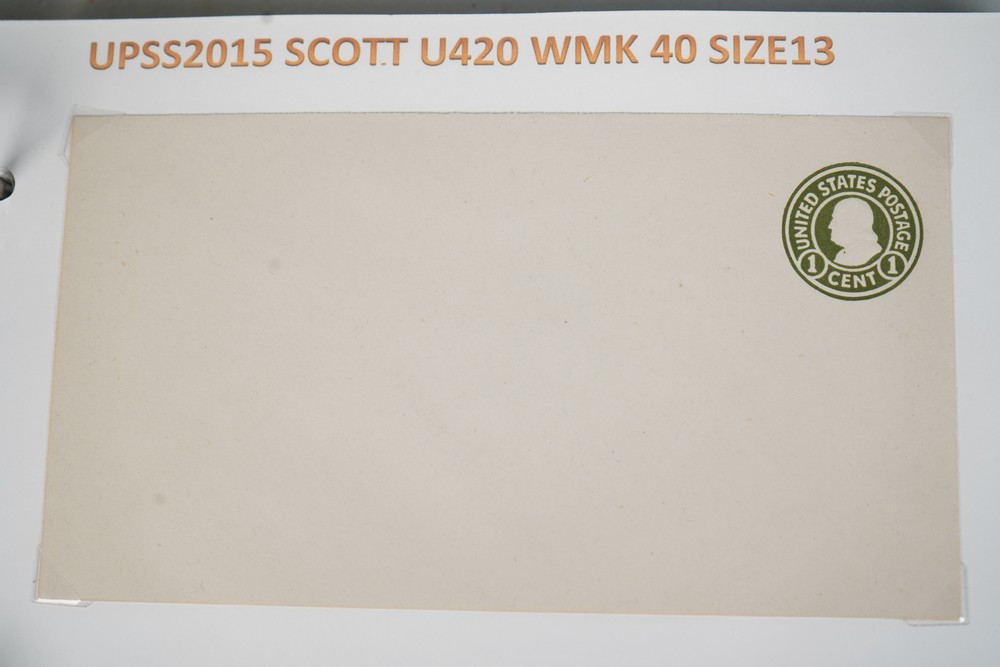 UPSS2015 SCOTT U420 WMK 40 SIZE13
UNITED STATES POSTAGE
1 CENT 1